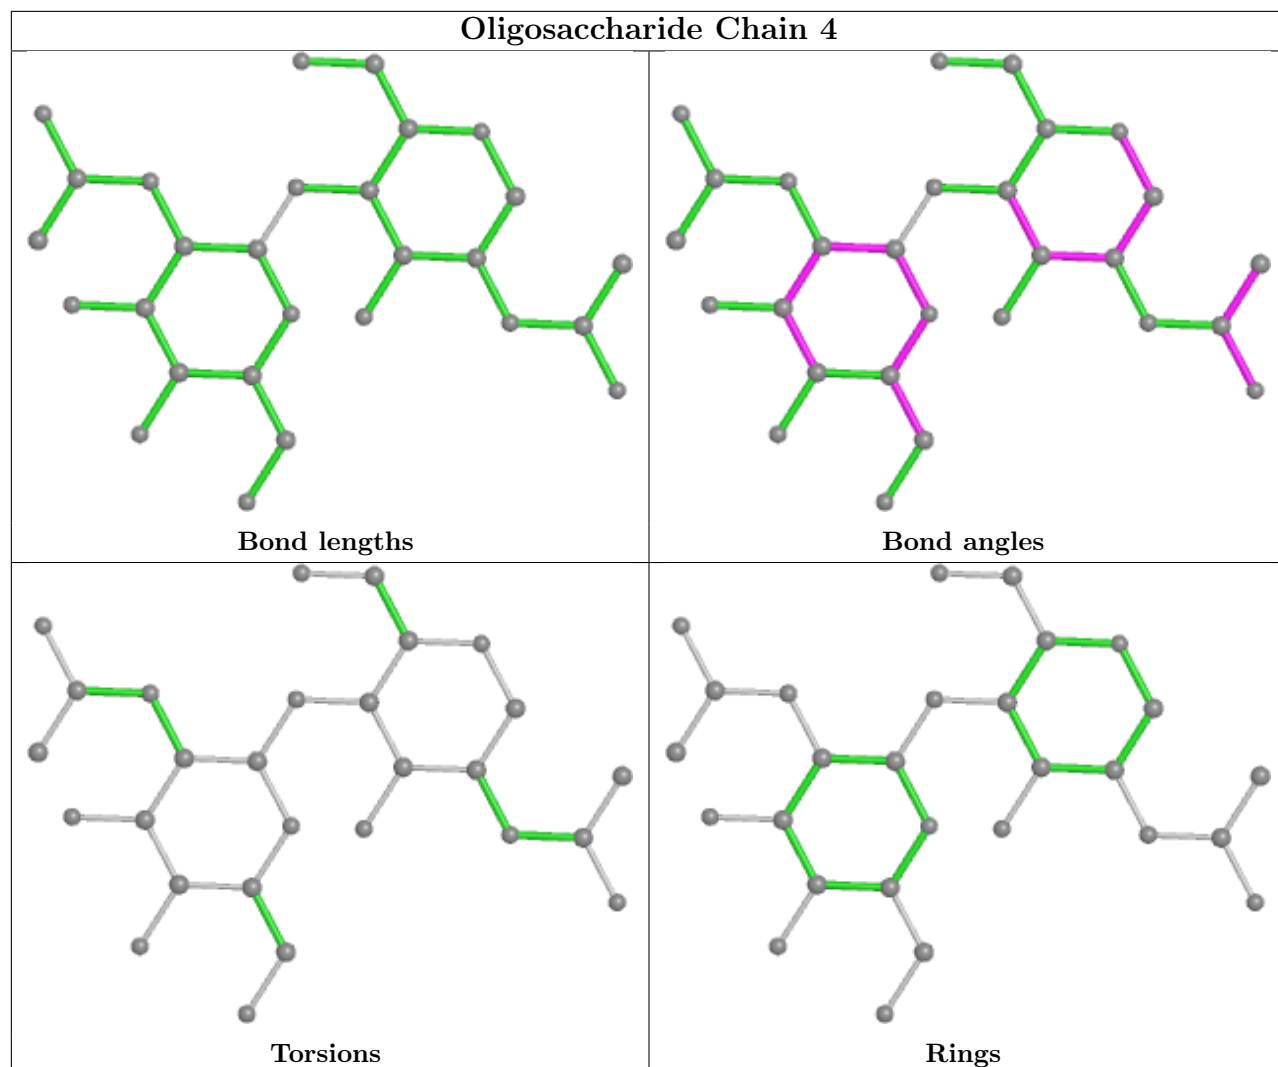 Oligosaccharide Chain 4
Bond lengths
Bond angles
Torsions
Rings